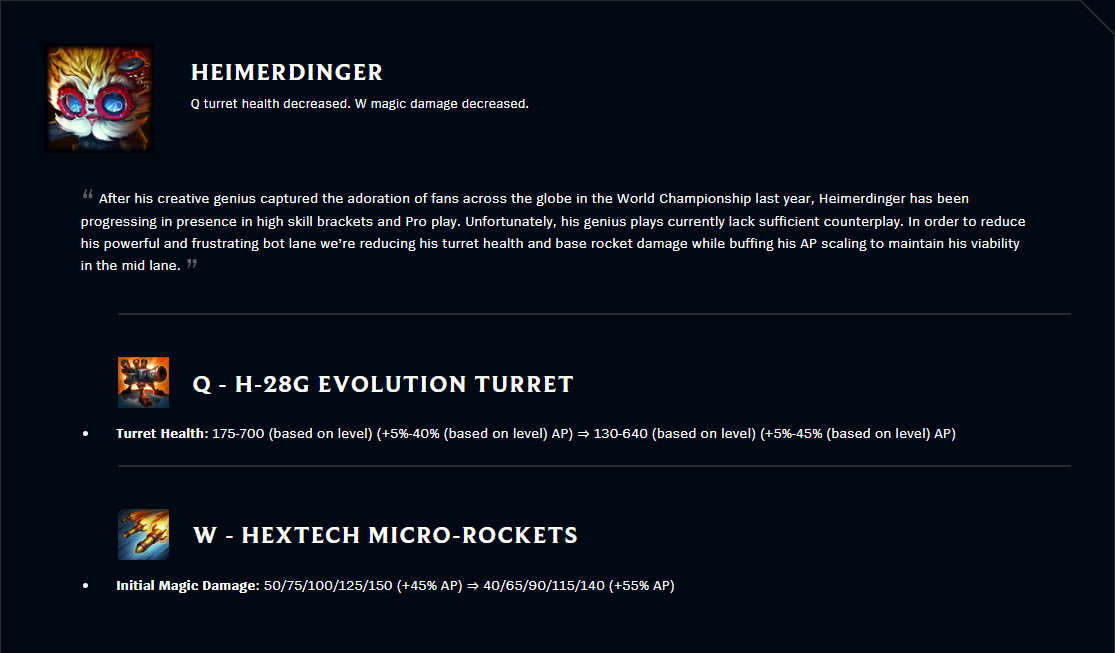 HEIMERDINGER
Q turret health decreased. W magic damage decreased.
“ After his creative genius captured the adoration of fans across the globe in the World Championship last year, Heimerdinger has been
progressing in presence in high skill brackets and Pro play. Unfortunately, his genius plays currently lack sufficient counterplay. In order to reduce
his powerful and frustrating bot lane we’re reducing his turret health and base rocket damage while buffing his AP scaling to maintain his viability
in the mid lane. ”
Q - H-28G EVOLUTION TURRET
• Turret Health: 175-700 (based on level) (+5%-40% (based on level) AP) ⇒ 130-640 (based on level) (+5%-45% (based on level) AP)
W - HEXTECH MICRO-ROCKETS
• Initial Magic Damage: 50/75/100/125/150 (+45% AP) ⇒ 40/65/90/115/140 (+55% AP)